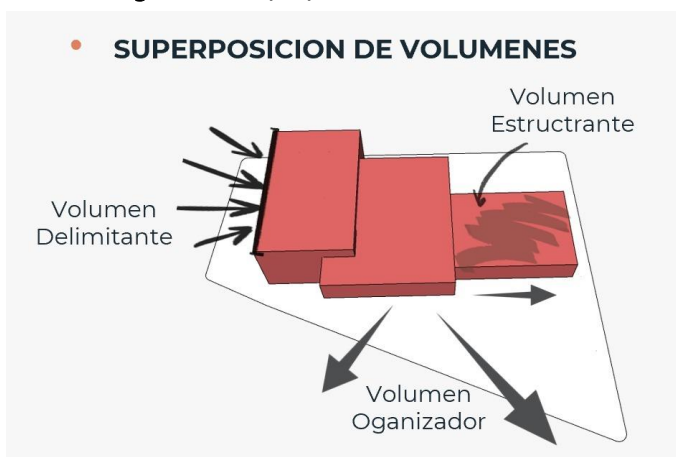 • SUPERPOSICION DE VOLUMENES
Volumen
Estructrante
Volumen
Delimitante
Volumen
Oganizador